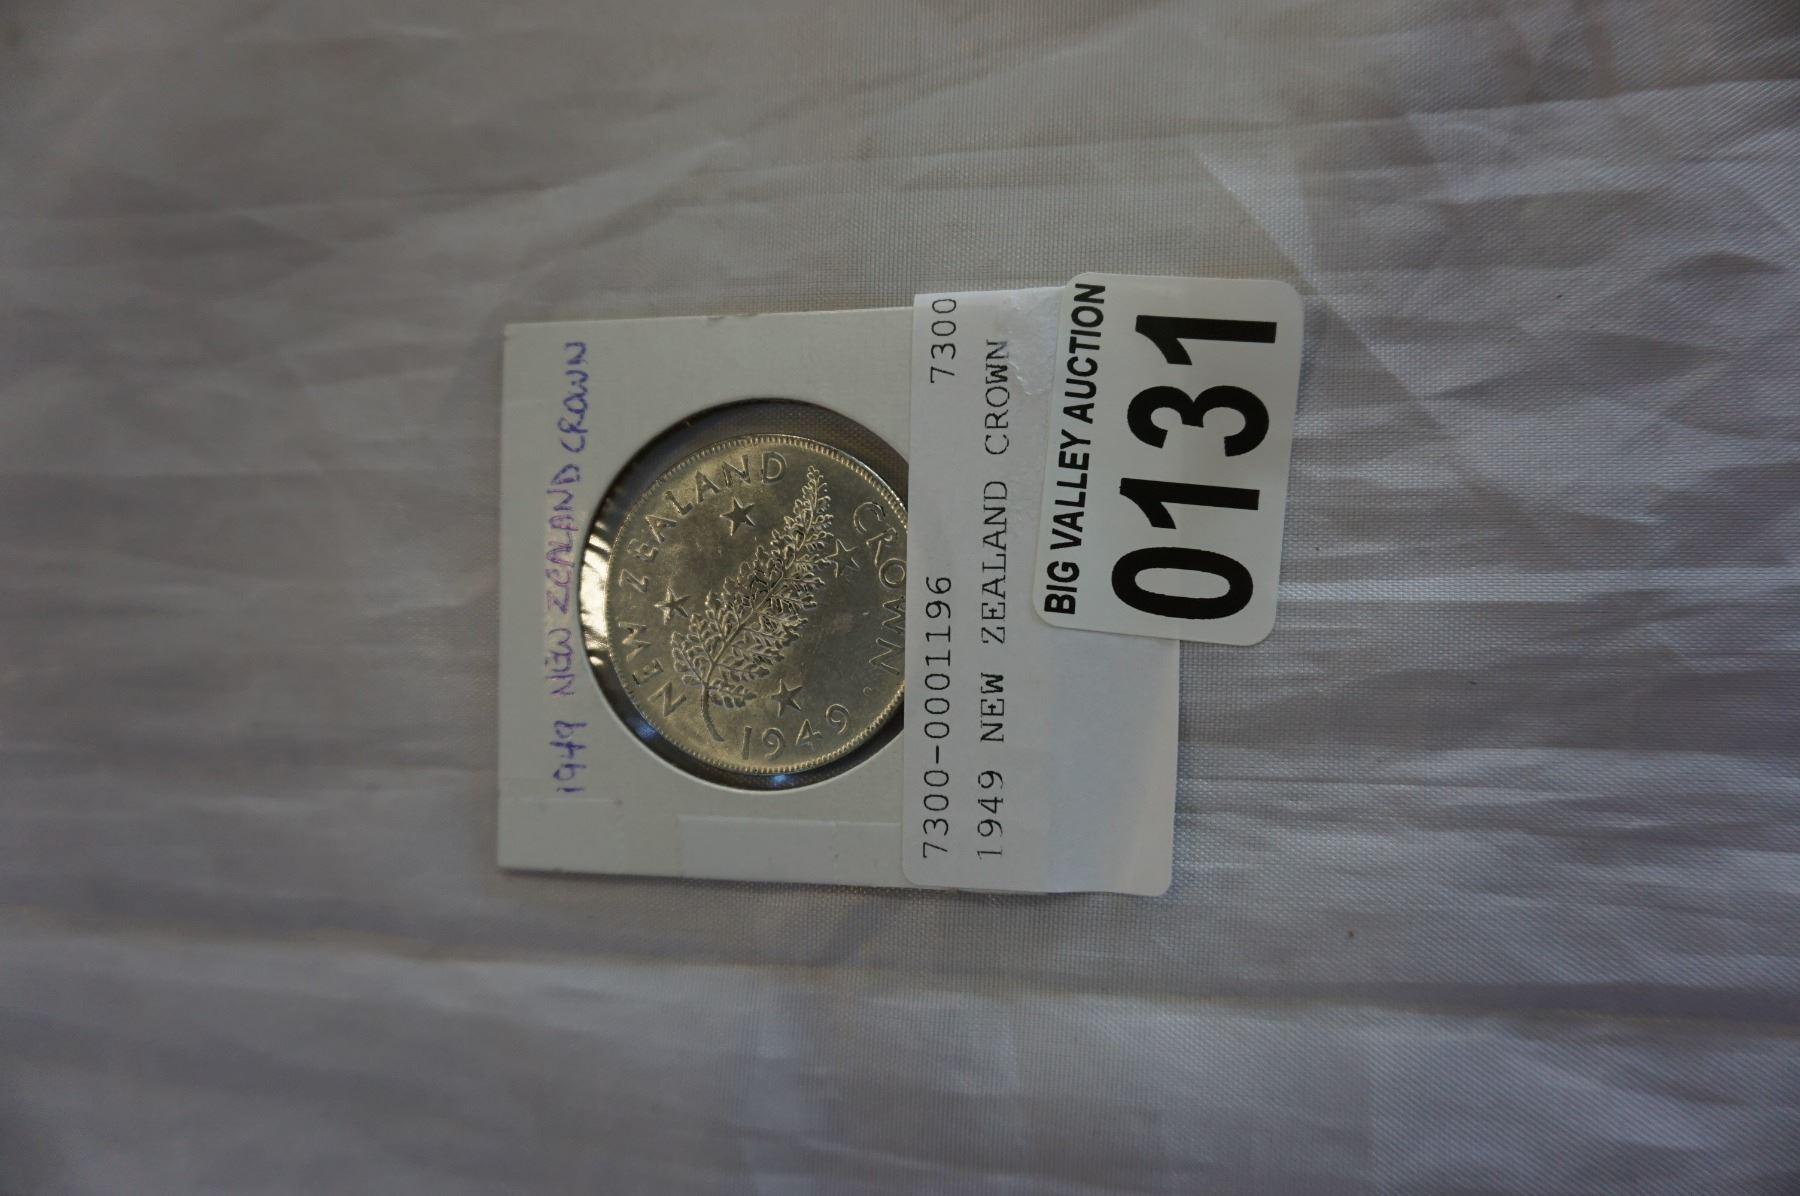 1949 NEW ZEALAND CROWN
NEW ZEALAND
CROWN
1949
7300-0001196 7300
1949 NEW ZEALAND CROWN
BIG VALLEY AUCTION
0131